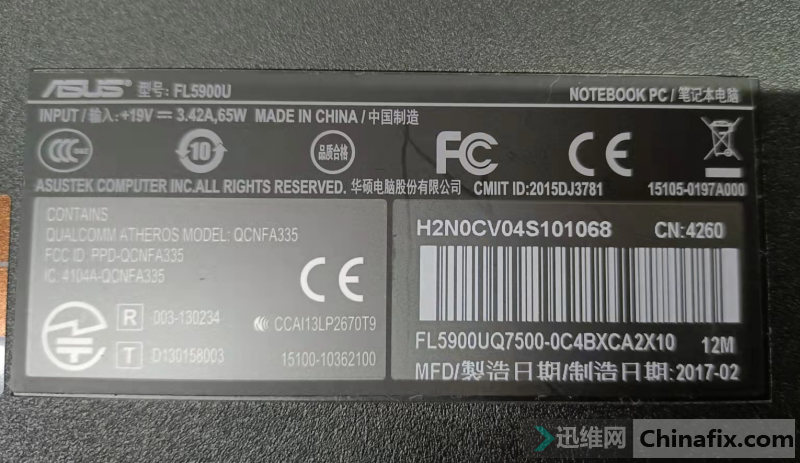 ASUS 型号: FL5900U
NOTEBOOK PC / 笔记本电脑
INPUT / 输入: +19V ⎓ 3.42A, 65W MADE IN CHINA / 中国制造
CCC 10 品质合格 FC CE
ASUSTEK COMPUTER INC.ALL RIGHTS RESERVED. 华硕电脑股份有限公司 CMIIT ID:2015DJ3781 15105-0197A000
CONTAINS
QUALCOMM ATHEROS MODEL: QCNFA335
FCC ID: PPD-QCNFA335
IC: 4104A-QCNFA335
CE
R 003-130234
CCAI13LP2670T9
T D130158003
15100-10362100
H2N0CV04S101068 CN:4260
FL5900UQ7500-0C4BXCA2X10 12M
MFD/製造日期/制造日期:2017-02
迅维网 Chinafix.com